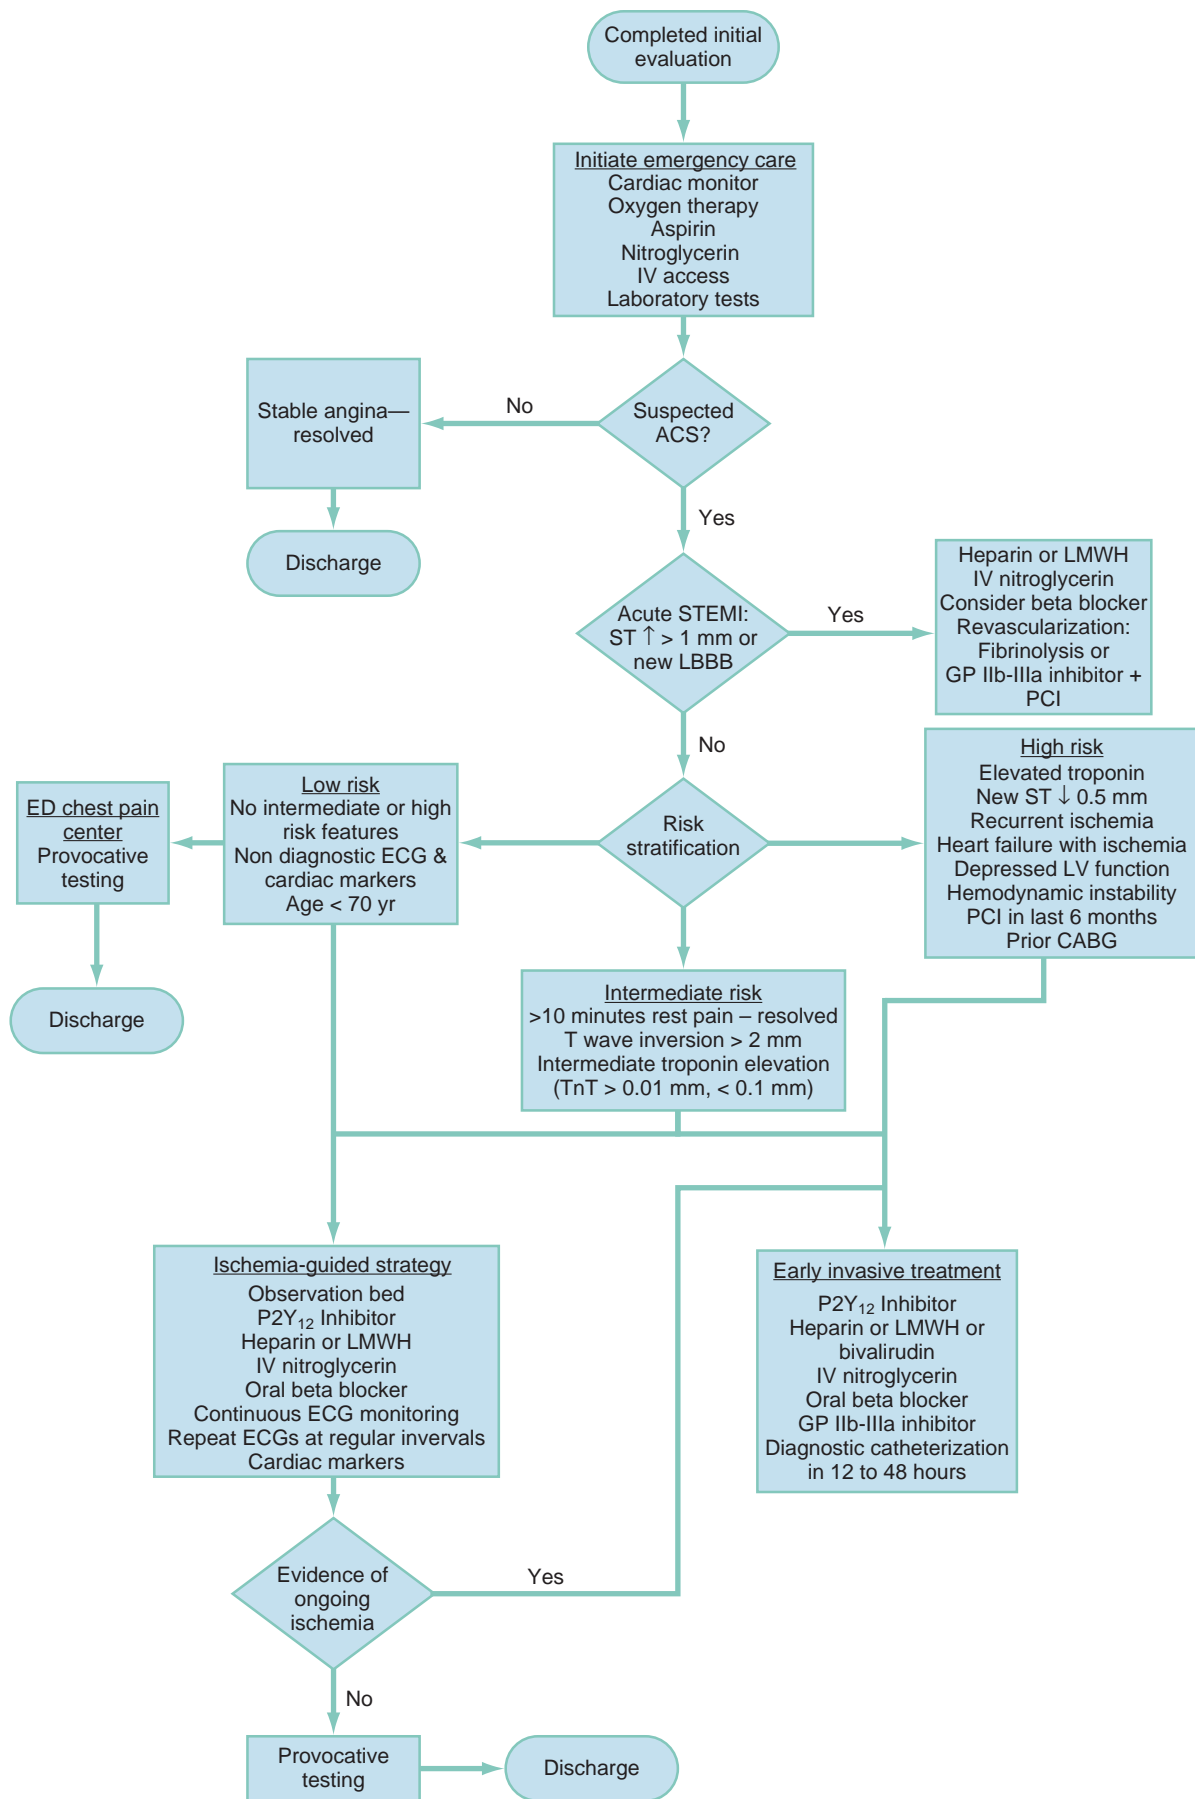 Completed initial
evaluation
Initiate emergency care
Cardiac monitor
Oxygen therapy
Aspirin
Nitroglycerin
IV access
Laboratory tests
Suspected
ACS?
No
Stable angina—
resolved
Discharge
Yes
Acute STEMI:
ST ↑ > 1 mm or
new LBBB
Yes
Heparin or LMWH
IV nitroglycerin
Consider beta blocker
Revascularization:
Fibrinolysis or
GP IIb-IIIa inhibitor +
PCI
No
Risk
stratification
Low risk
No intermediate or high
risk features
Non diagnostic ECG &
cardiac markers
Age < 70 yr
ED chest pain
center
Provocative
testing
Discharge
High risk
Elevated troponin
New ST ↓ 0.5 mm
Recurrent ischemia
Heart failure with ischemia
Depressed LV function
Hemodynamic instability
PCI in last 6 months
Prior CABG
Intermediate risk
>10 minutes rest pain – resolved
T wave inversion > 2 mm
Intermediate troponin elevation
(TnT > 0.01 mm, < 0.1 mm)
Ischemia-guided strategy
Observation bed
P2Y₁₂ Inhibitor
Heparin or LMWH
IV nitroglycerin
Oral beta blocker
Continuous ECG monitoring
Repeat ECGs at regular invervals
Cardiac markers
Early invasive treatment
P2Y₁₂ Inhibitor
Heparin or LMWH or
bivalirudin
IV nitroglycerin
Oral beta blocker
GP IIb-IIIa inhibitor
Diagnostic catheterization
in 12 to 48 hours
Evidence of
ongoing
ischemia
Yes
No
Provocative
testing
Discharge